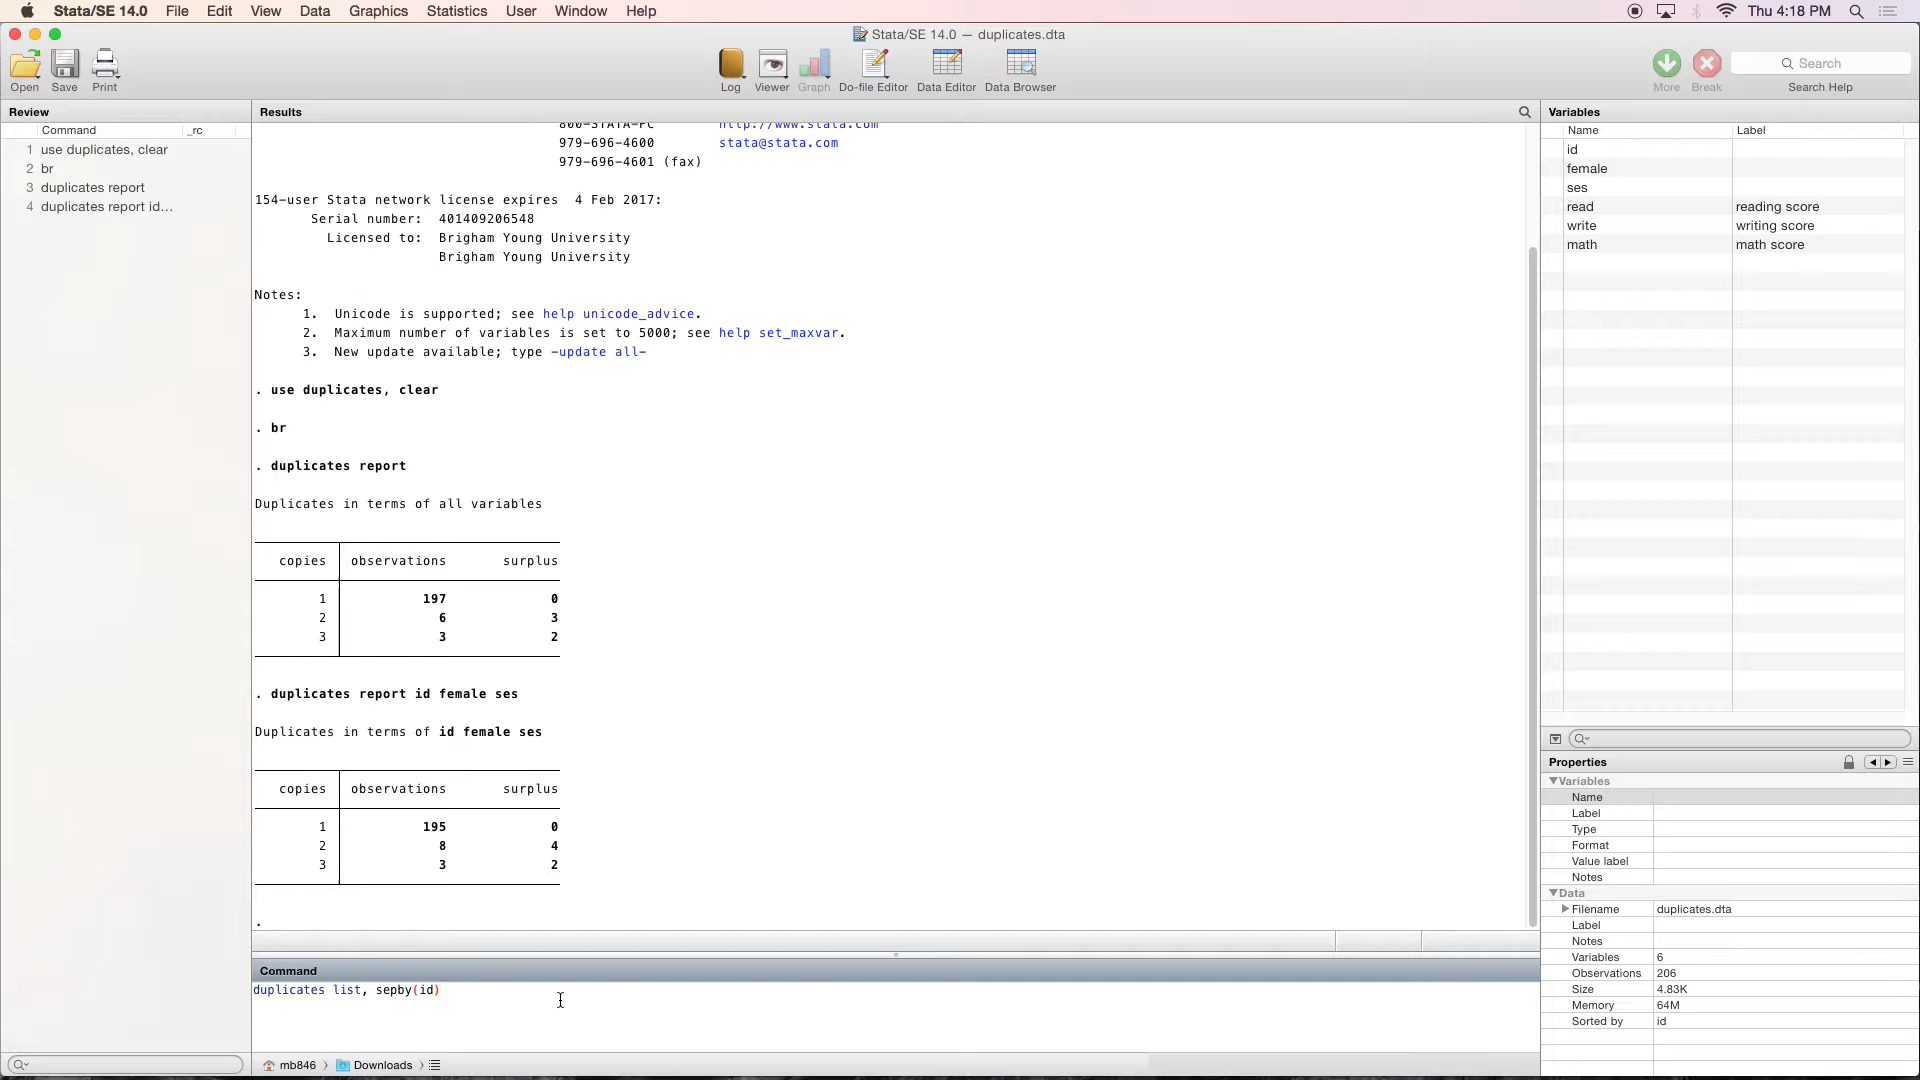 Stata/SE 14.0 File Edit View Data Graphics Statistics User Window Help Thu 4:18 PM
Stata/SE 14.0 — duplicates.dta
Open Save Print Log Viewer Graph Do-file Editor Data Editor Data Browser More Break Search Search Help
Review
Command _rc
1 use duplicates, clear
2 br
3 duplicates report
4 duplicates report id...
Results
800-STATA-PC http://www.stata.com
979-696-4600 stata@stata.com
979-696-4601 (fax)
154-user Stata network license expires 4 Feb 2017:
Serial number: 401409206548
Licensed to: Brigham Young University
Brigham Young University
Notes:
1. Unicode is supported; see help unicode_advice.
2. Maximum number of variables is set to 5000; see help set_maxvar.
3. New update available; type -update all-
. use duplicates, clear
. br
. duplicates report
Duplicates in terms of all variables
copies observations surplus
1 197 0
2 6 3
3 3 2
. duplicates report id female ses
Duplicates in terms of id female ses
copies observations surplus
1 195 0
2 8 4
3 3 2
.
Command
duplicates list, sepby(id)
mb846 Downloads
Variables
Name Label
id
female
ses
read reading score
write writing score
math math score
Properties
Variables
Name
Label
Type
Format
Value label
Notes
Data
Filename duplicates.dta
Label
Notes
Variables 6
Observations 206
Size 4.83K
Memory 64M
Sorted by id